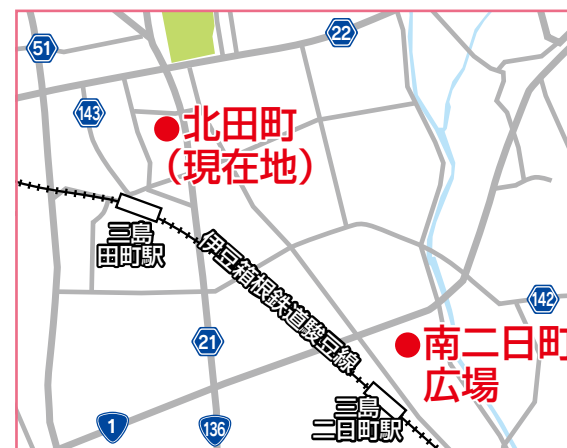 51
22
143
北田町
（現在地）
三島
田町駅
伊豆箱根鉄道駿豆線
142
21
南二日町
広場
三島
二日町駅
1
136